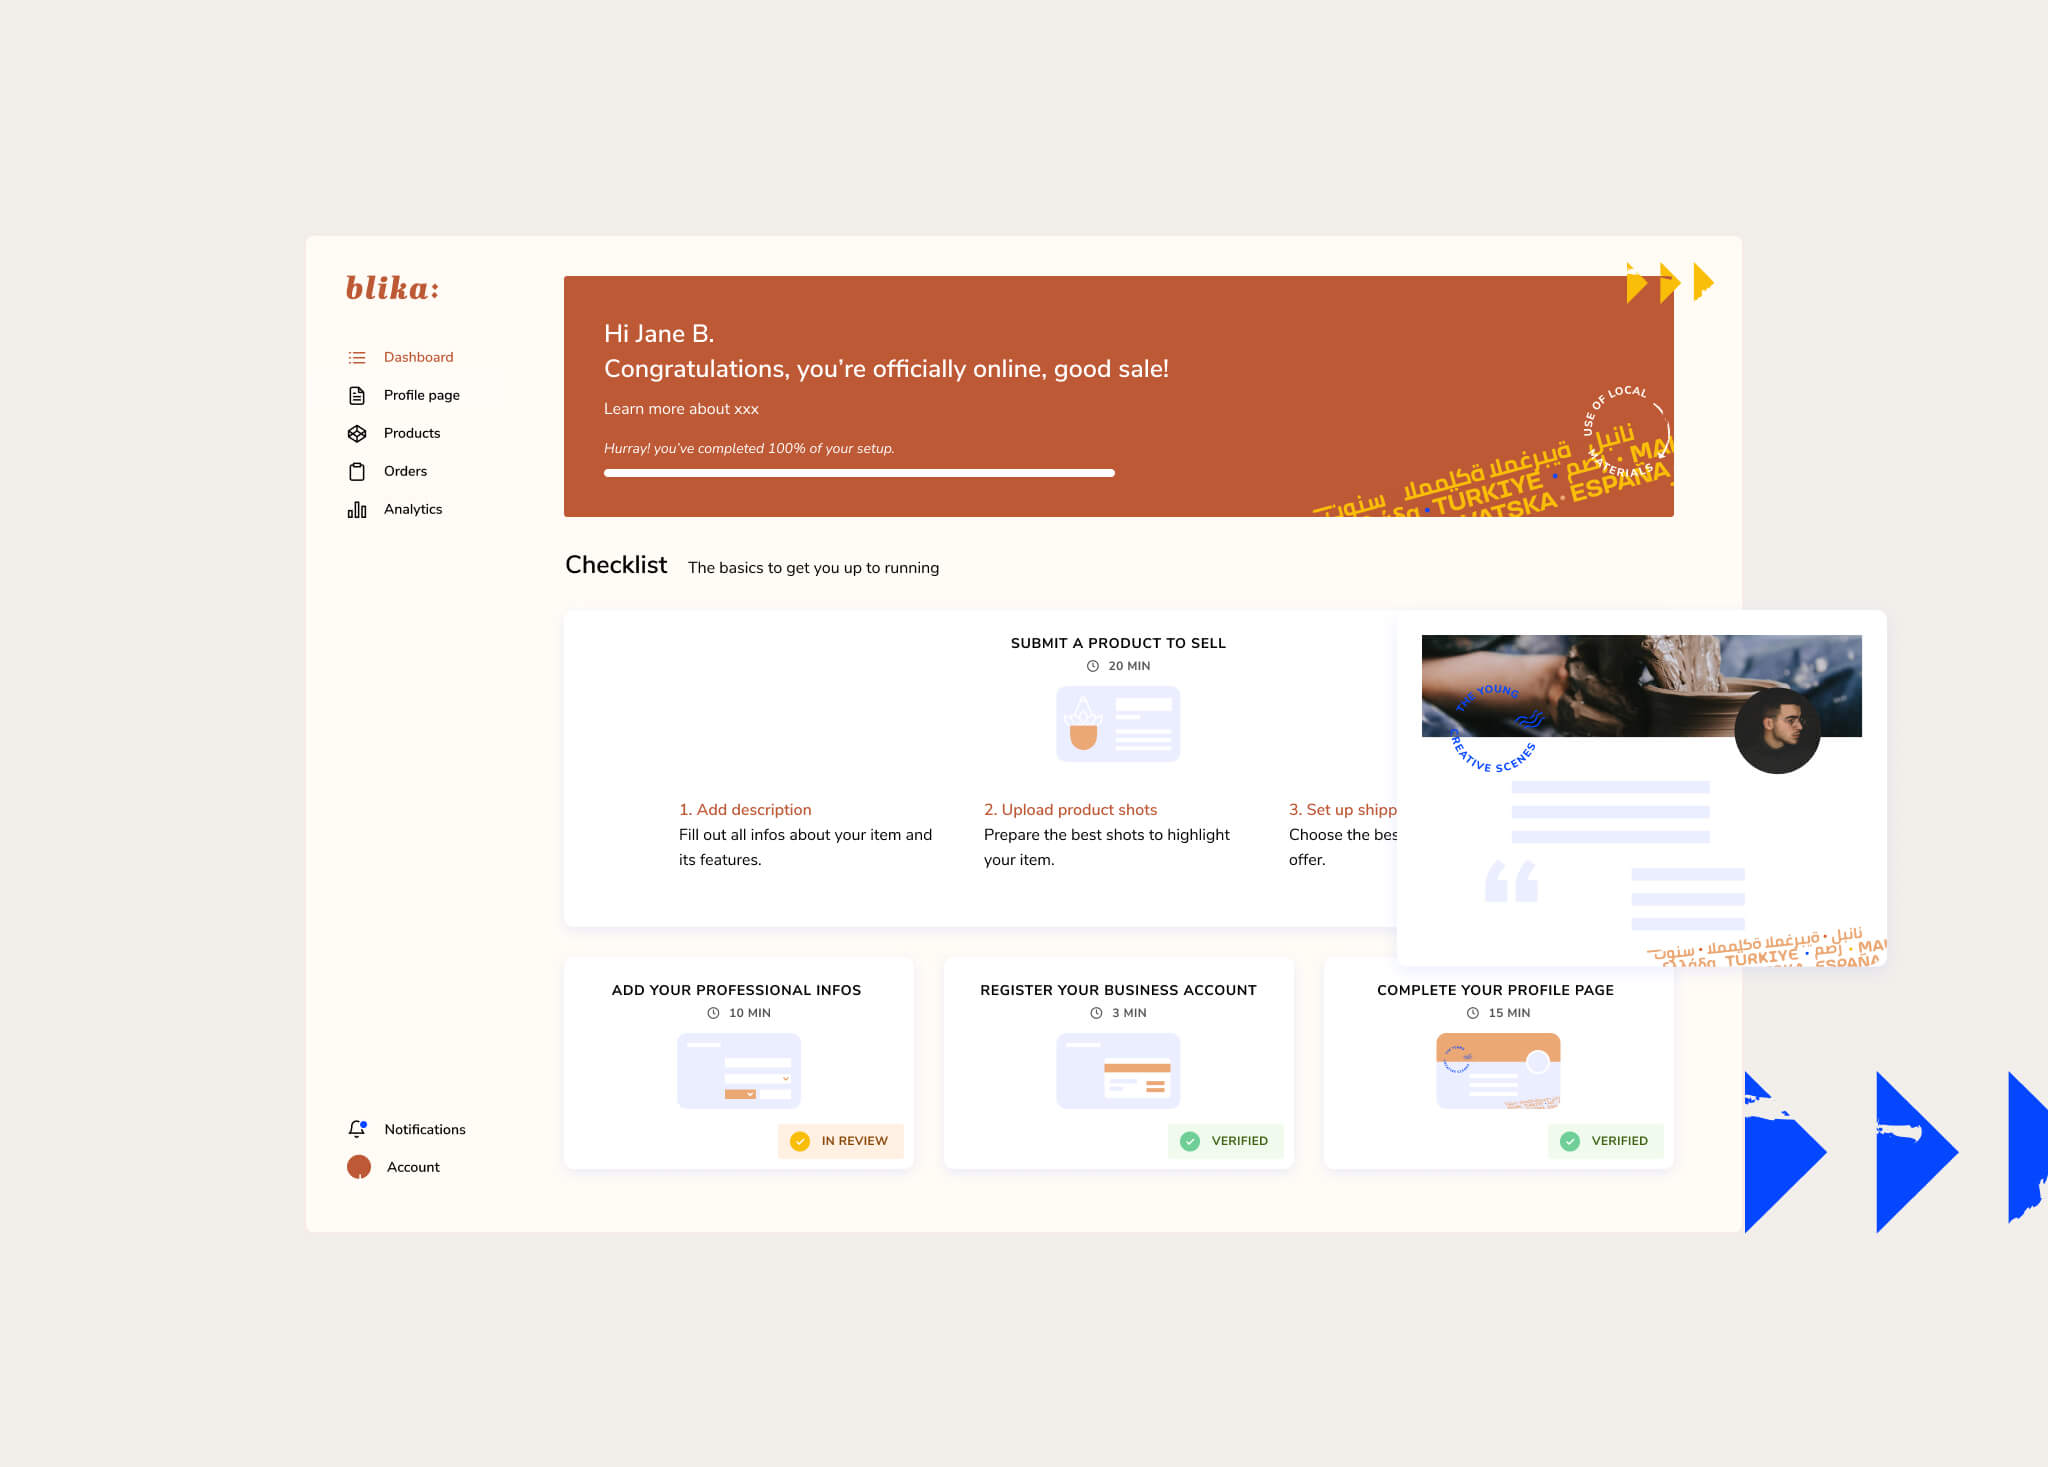 blika:
Dashboard
Profile page
Products
Orders
Analytics
Notifications
Account
Hi Jane B.
Congratulations, you’re officially online, good sale!
Learn more about xxx
Hurray! you’ve completed 100% of your setup.
USE OF LOCAL
MATERIALS
TÜRKIYE •
ESPAÑA
Checklist
The basics to get you up to running
SUBMIT A PRODUCT TO SELL
20 MIN
1. Add description
Fill out all infos about your item and
its features.
2. Upload product shots
Prepare the best shots to highlight
your item.
3. Set up shipp
Choose the bes
offer.
THE YOUNG
CREATIVE SCENES
TÜRKIYE •
ESPAÑA
ADD YOUR PROFESSIONAL INFOS
10 MIN
IN REVIEW
REGISTER YOUR BUSINESS ACCOUNT
3 MIN
VERIFIED
COMPLETE YOUR PROFILE PAGE
15 MIN
VERIFIED